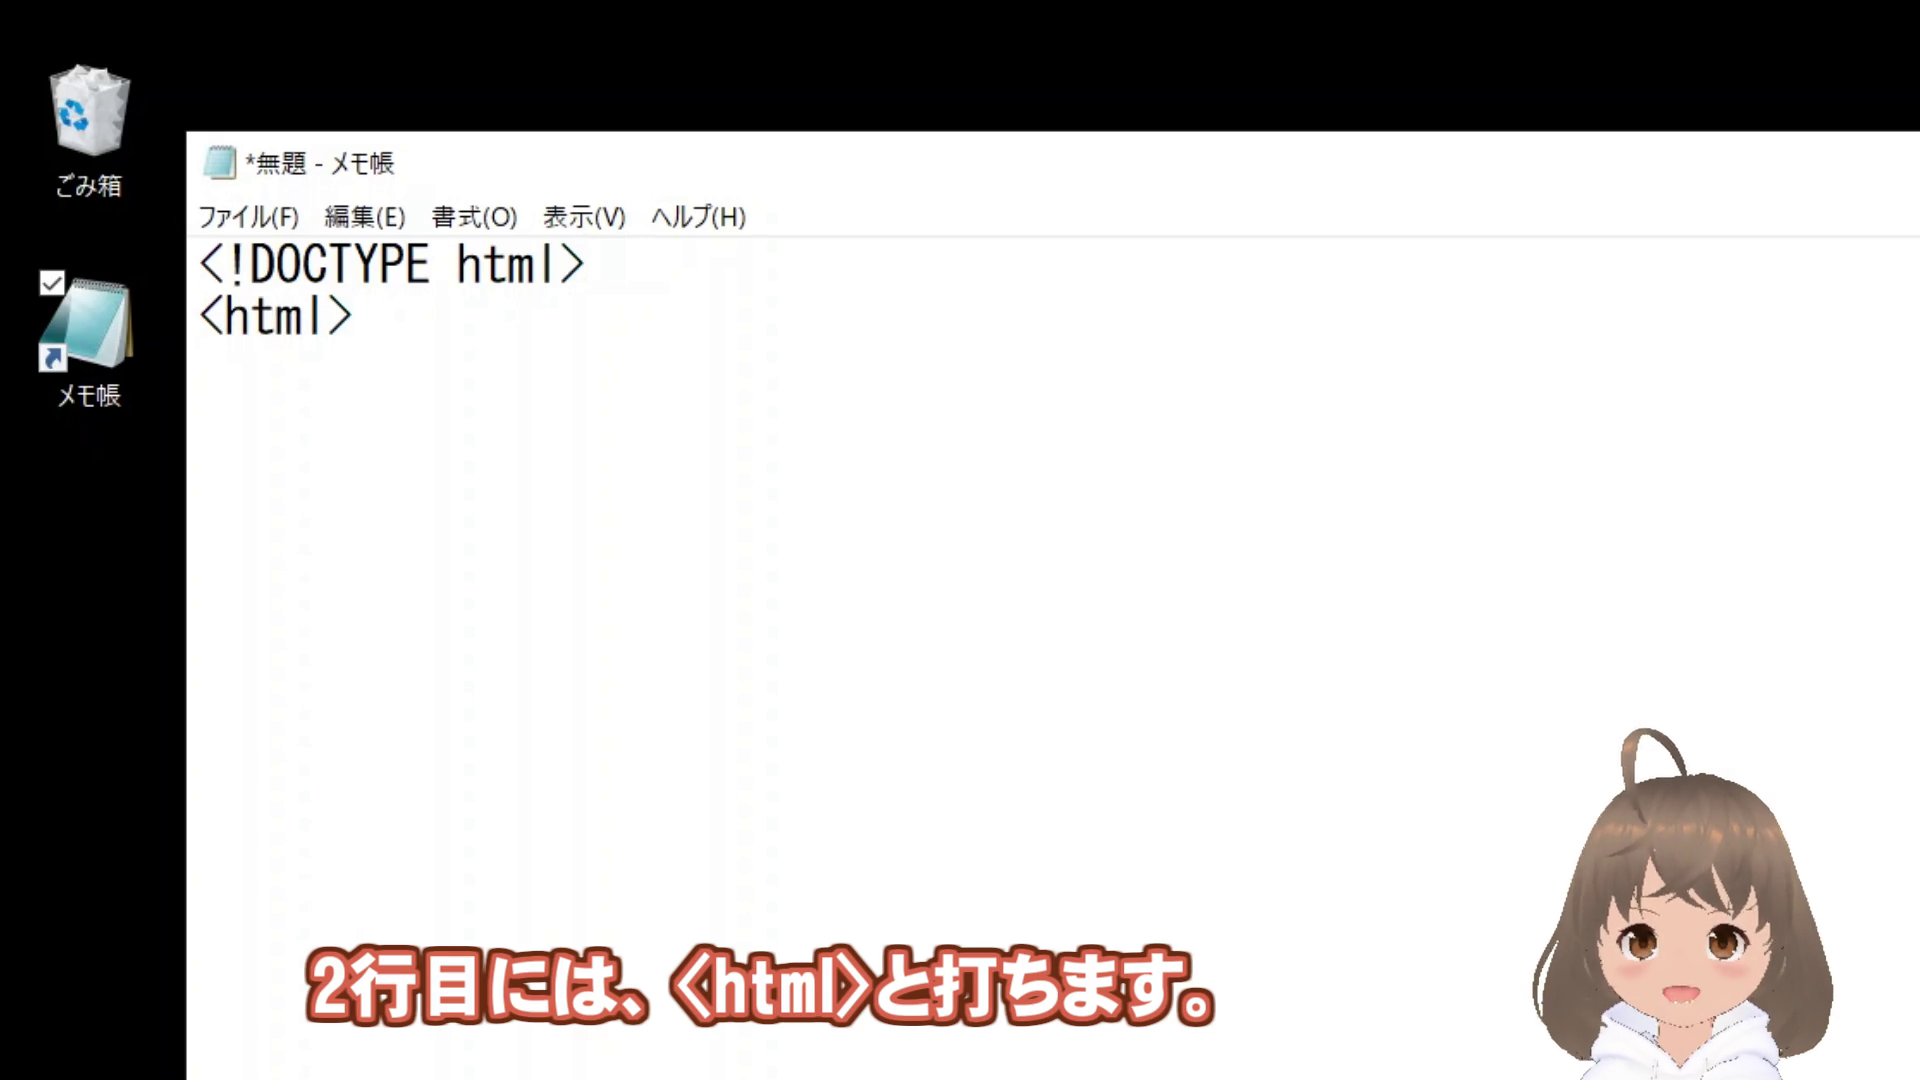 ごみ箱
メモ帳
*無題 - メモ帳
ファイル(F) 編集(E) 書式(O) 表示(V) ヘルプ(H)
<!DOCTYPE html>
<html>
2行目には、<html>と打ちます。